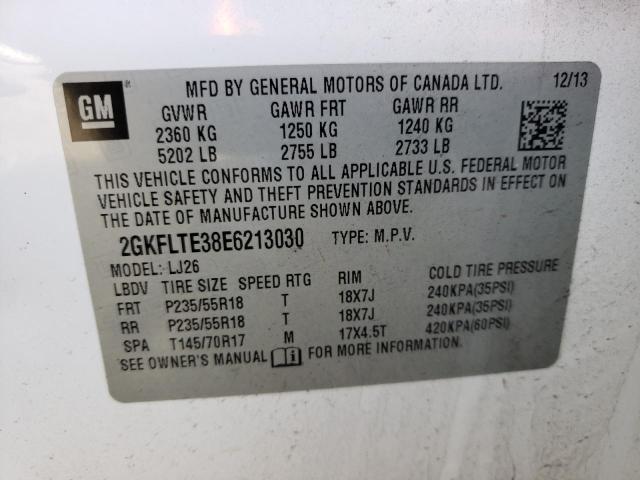 GM
MFD BY GENERAL MOTORS OF CANADA LTD. 12/13
GVWR GAWR FRT GAWR RR
2360 KG 1250 KG 1240 KG
5202 LB 2755 LB 2733 LB
THIS VEHICLE CONFORMS TO ALL APPLICABLE U.S. FEDERAL MOTOR
VEHICLE SAFETY AND THEFT PREVENTION STANDARDS IN EFFECT ON
THE DATE OF MANUFACTURE SHOWN ABOVE.
2GKFLTE38E6213030 TYPE: M.P.V.
MODEL: LJ26
LBDV TIRE SIZE SPEED RTG RIM COLD TIRE PRESSURE
FRT P235/55R18 T 18X7J 240KPA(35PSI)
RR P235/55R18 T 18X7J 240KPA(35PSI)
SPA T145/70R17 M 17X4.5T 420KPA(60PSI)
SEE OWNER'S MANUAL FOR MORE INFORMATION.